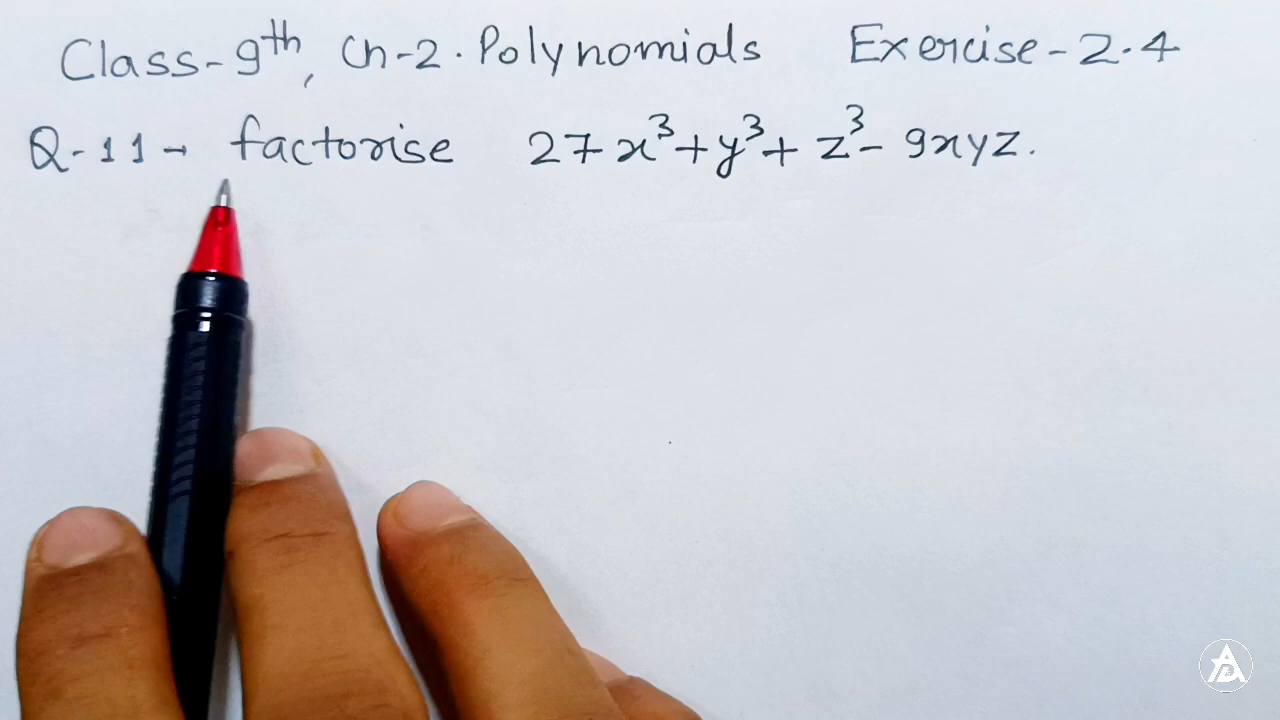 Class-9th, Ch-2. Polynomials Exercise-2.4
Q-11→ factorise 27x³+y³+z³-9xyz.